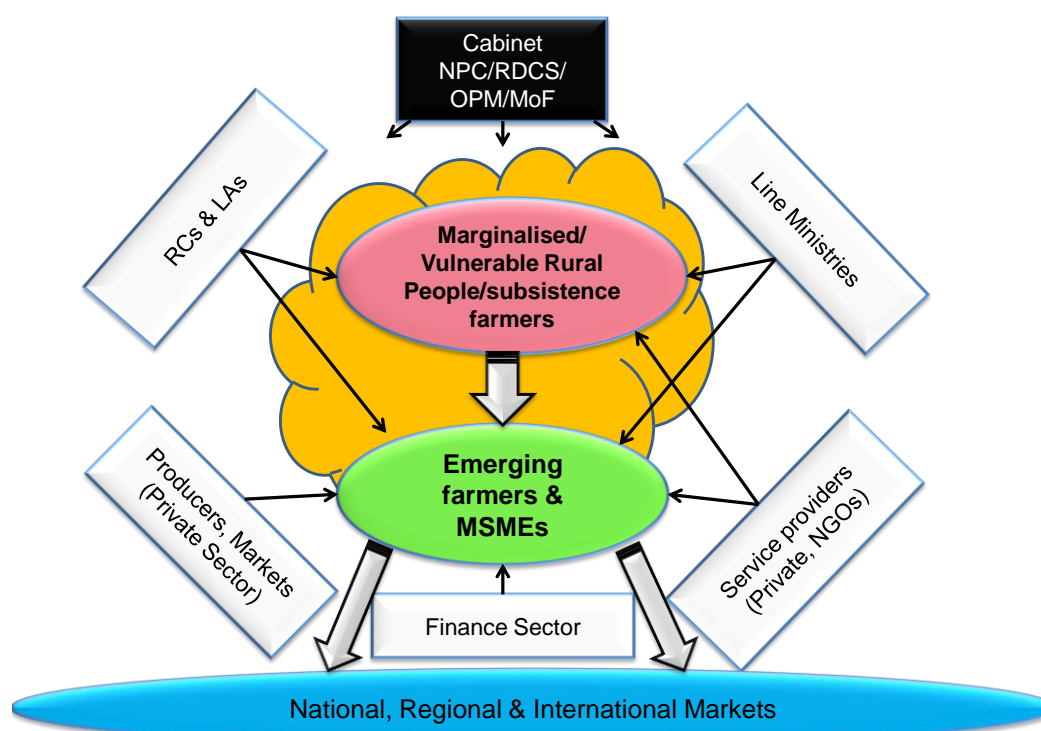 Cabinet
NPC/RDCS/
OPM/MoF
RCs & LAs
Line Ministries
Marginalised/
Vulnerable Rural
People/subsistence
farmers
Emerging
farmers &
MSMEs
Producers, Markets
(Private Sector)
Service providers
(Private, NGOs)
Finance Sector
National, Regional & International Markets